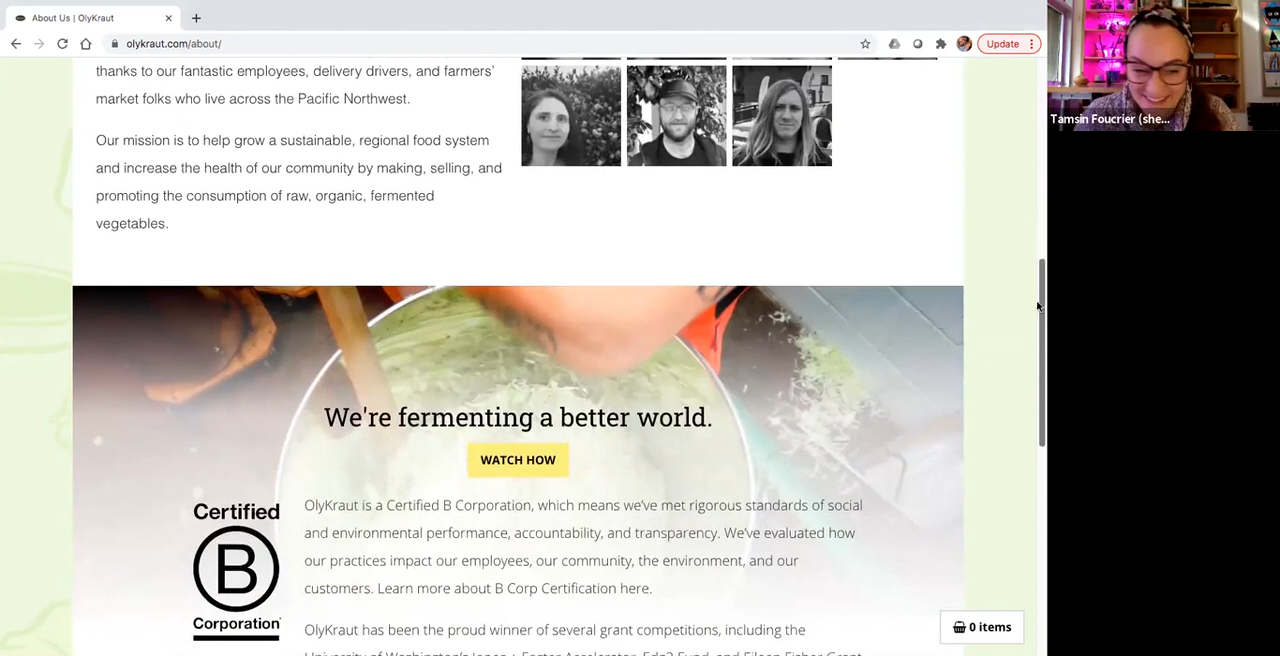 About Us | OlyKraut
olykraut.com/about/
Update
Tamsin Foucrier (she...
thanks to our fantastic employees, delivery drivers, and farmers'
market folks who live across the Pacific Northwest.
Our mission is to help grow a sustainable, regional food system
and increase the health of our community by making, selling, and
promoting the consumption of raw, organic, fermented
vegetables.
We're fermenting a better world.
WATCH HOW
Certified
B
Corporation
OlyKraut is a Certified B Corporation, which means we've met rigorous standards of social
and environmental performance, accountability, and transparency. We've evaluated how
our practices impact our employees, our community, the environment, and our
customers. Learn more about B Corp Certification here.
OlyKraut has been the proud winner of several grant competitions, including the
0 items